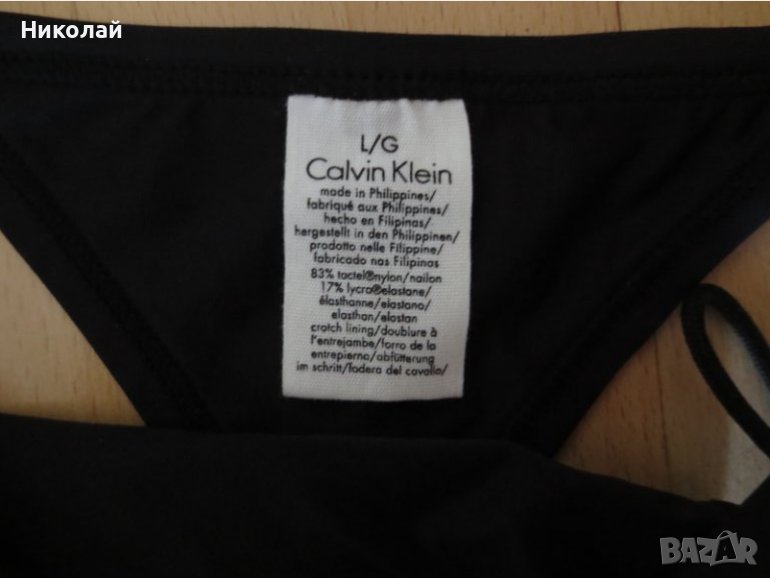 Николай
L/G
Calvin Klein
made in Philippines/
fabriqué aux Philippines/
hecho en Filipinas/
hergestellt in den Philippinen/
prodotto nelle Filippine/
fabricado nas Filipinas
83% tactel®nylon/nailon
17% lycra®elastane/
élasthanne/elastano/
elasthan/elastan
crotch lining/doublure à
l'entrejambe/forro de la
entrepierna/abfütterung
im schritt/fodera del cavallo/
BAZAR